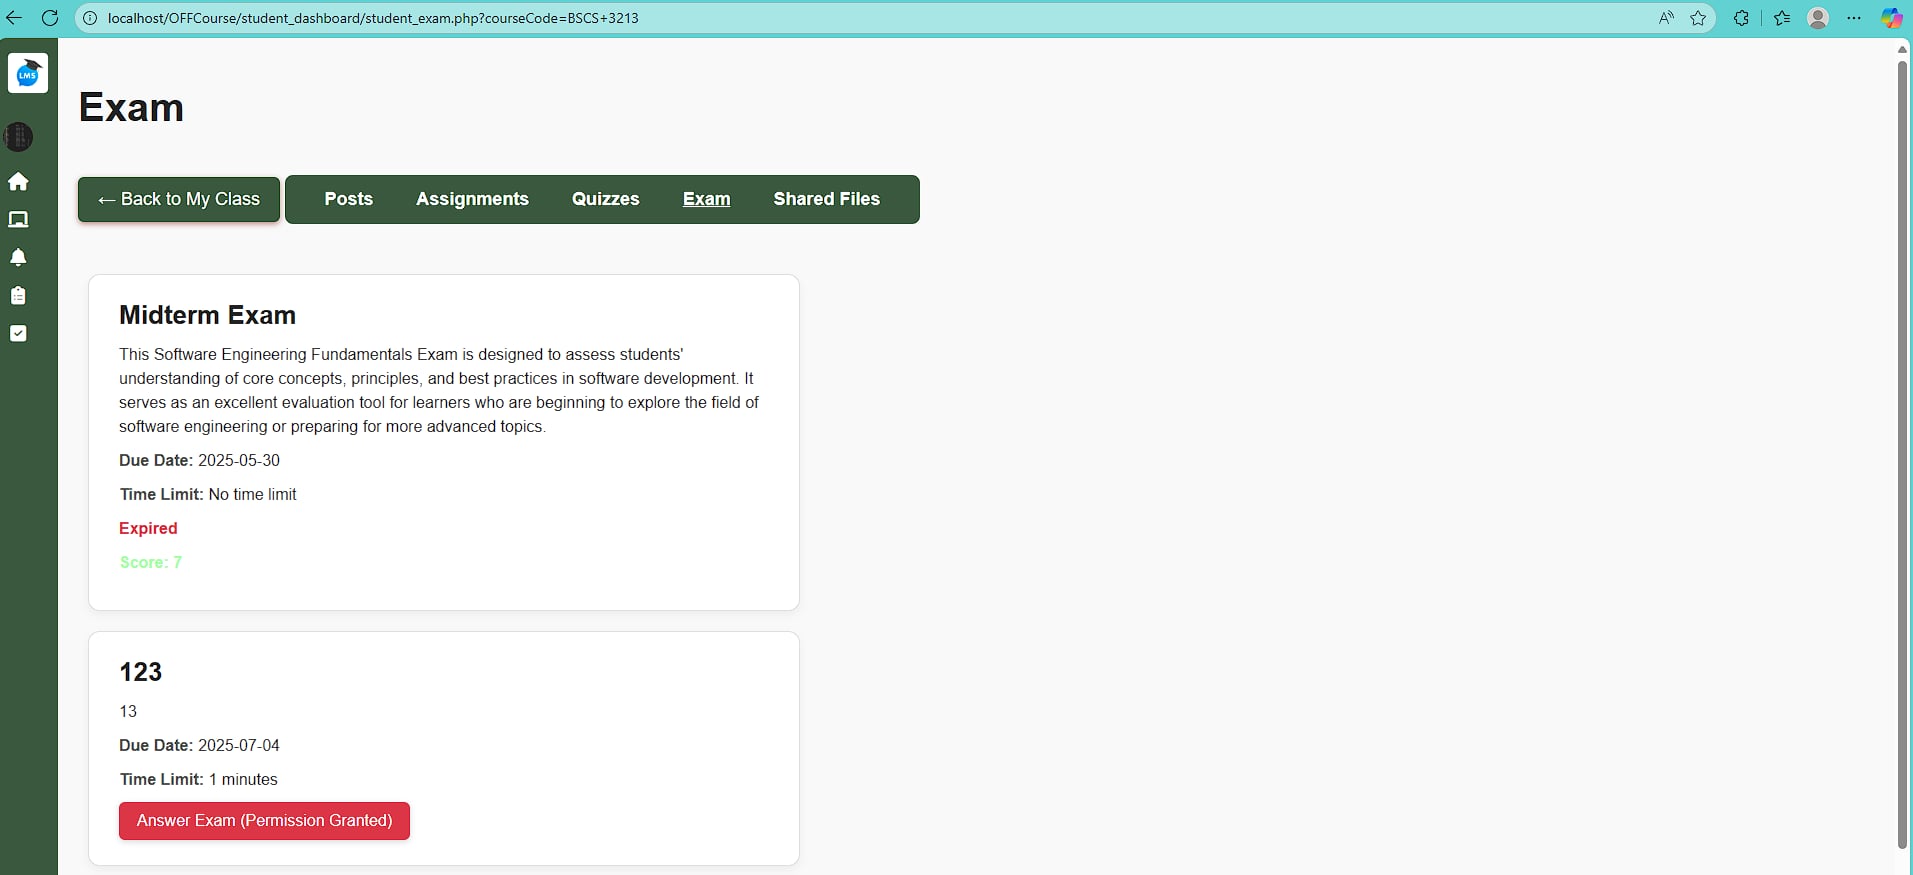 localhost/OFFCourse/student_dashboard/student_exam.php?courseCode=BSCS+3213
LMS
Exam
← Back to My Class
Posts Assignments Quizzes Exam Shared Files
Midterm Exam
This Software Engineering Fundamentals Exam is designed to assess students'
understanding of core concepts, principles, and best practices in software development. It
serves as an excellent evaluation tool for learners who are beginning to explore the field of
software engineering or preparing for more advanced topics.
Due Date: 2025-05-30
Time Limit: No time limit
Expired
Score: 7
123
13
Due Date: 2025-07-04
Time Limit: 1 minutes
Answer Exam (Permission Granted)